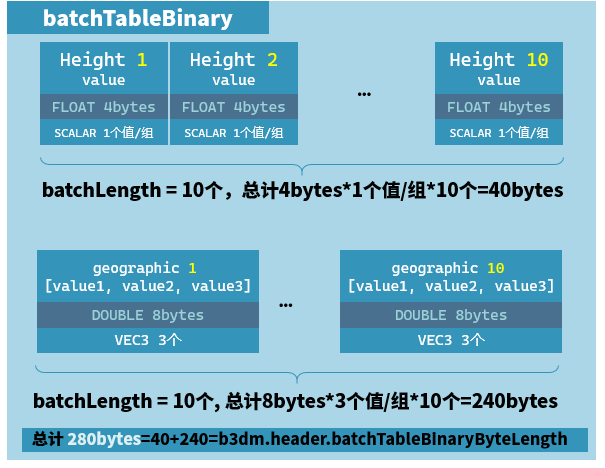 batchTableBinary
Height 1
value
FLOAT 4bytes
SCALAR 1个值/组
Height 2
value
FLOAT 4bytes
SCALAR 1个值/组
...
Height 10
value
FLOAT 4bytes
SCALAR 1个值/组
batchLength = 10个，总计4bytes*1个值/组*10个=40bytes
geographic 1
[value1, value2, value3]
DOUBLE 8bytes
VEC3 3个
...
geographic 10
[value1, value2, value3]
DOUBLE 8bytes
VEC3 3个
batchLength = 10个, 总计8bytes*3个值/组*10个=240bytes
总计 280bytes=40+240=b3dm.header.batchTableBinaryByteLength